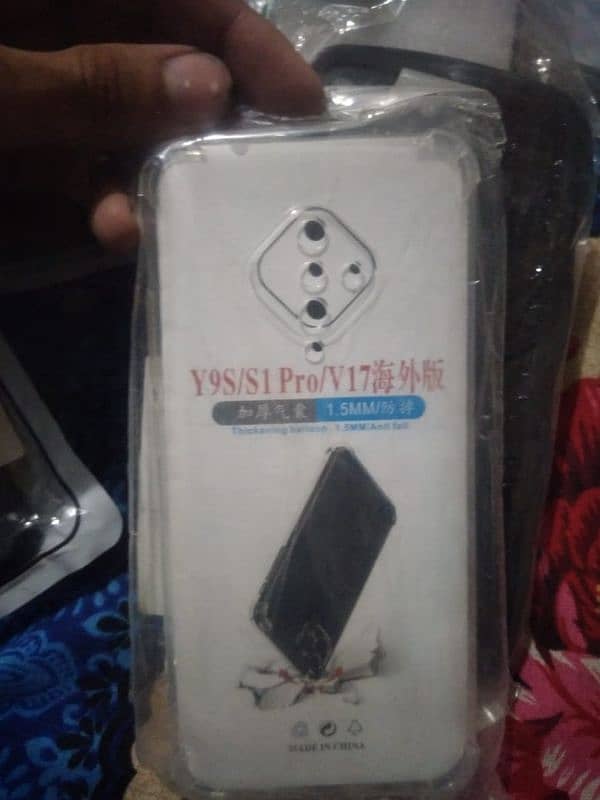 Y9S/S1 Pro/V17海外版
加厚气囊 1.5MM/防摔
Thickening balloon 1.5MM/Anti fall
MADE IN CHINA